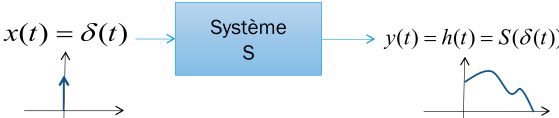 x(t) = δ(t)
Système
S
y(t) = h(t) = S(δ(t)